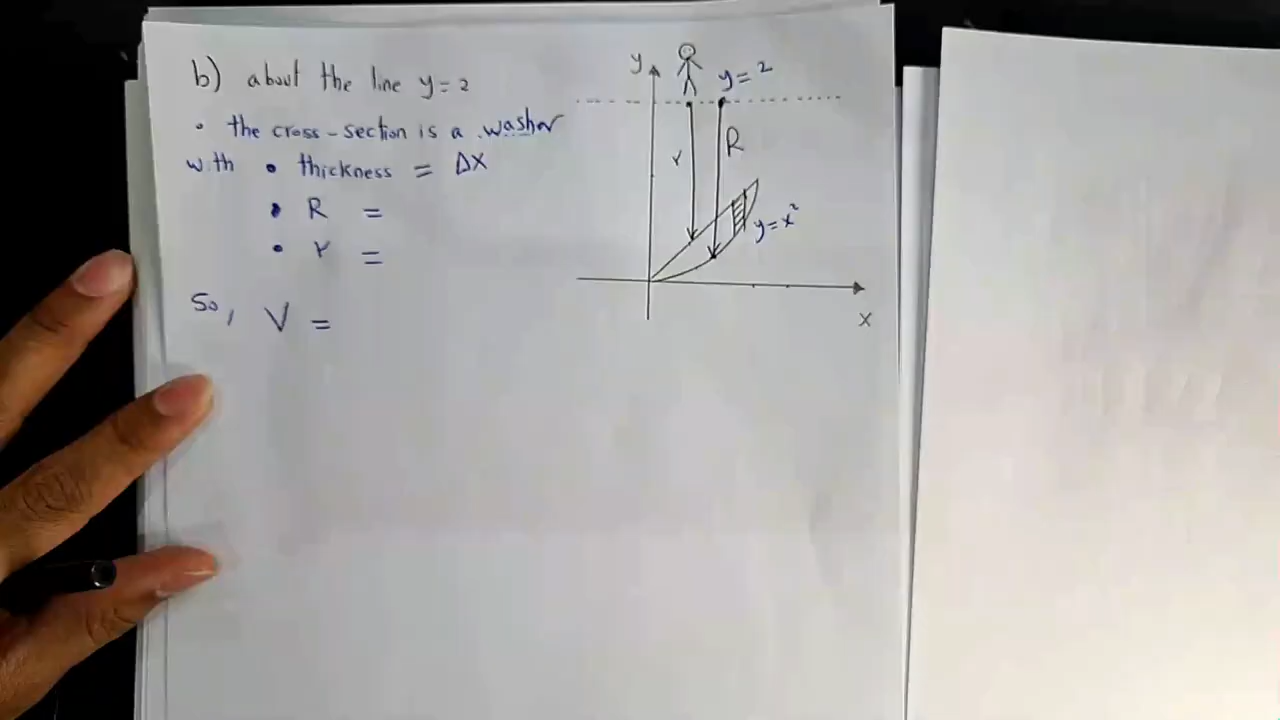 b) about the line y = 2
• the cross-section is a washer
with • thickness = Δx
• R =
• r =
So, V =
y
y = 2
r
R
y = x²
x